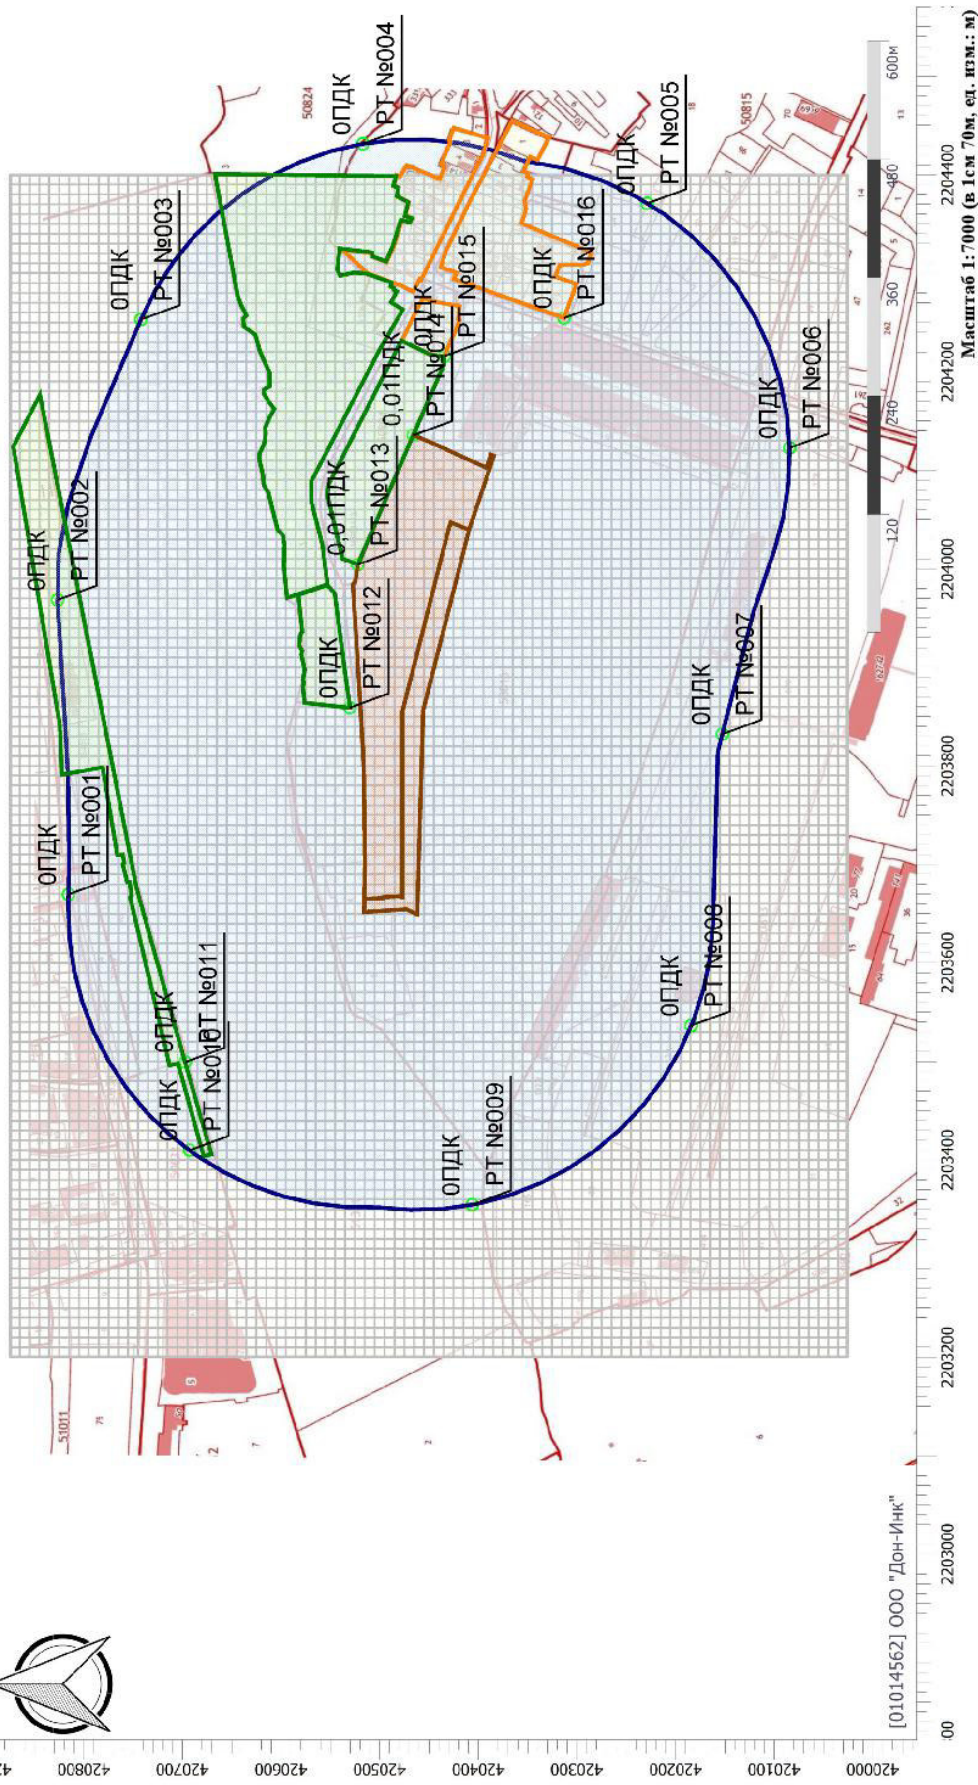 0ПДК
РТ №001
0ПДК
РТ №002
0ПДК
РТ №003
0ПДК
РТ №004
0ПДК
РТ №005
0ПДК
РТ №006
0ПДК
РТ №007
0ПДК
РТ №008
0ПДК
РТ №009
0ПДК
РТ №010
0ПДК
РТ №011
0ПДК
РТ №012
0,01ПДК
РТ №013
0,01ПДК
РТ №014
0ПДК
РТ №015
0ПДК
РТ №016
50824
50815
51011
75
120
240
360
480
600м
[01014562] ООО "Дон-Инк"
420800
420700
420600
420500
420400
420300
420200
420100
420000
00
2203000
2203200
2203400
2203600
2203800
2204000
2204200
2204400
Масштаб 1:7000 (в 1см 70м, ед. изм.: м)